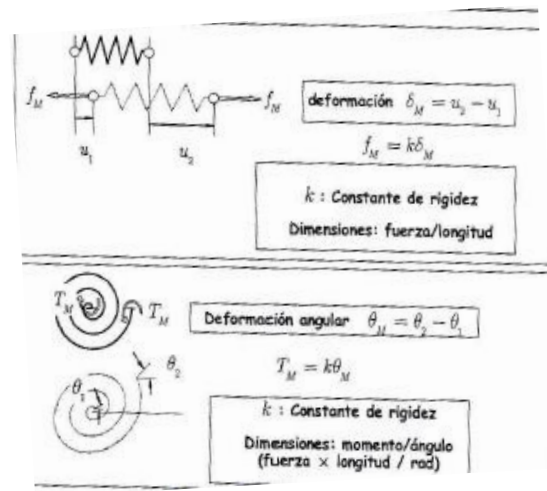 f_M
f_M
u_1
u_2
deformación δ_M = u_2 − u_1
f_M = kδ_M
k : Constante de rigidez
Dimensiones: fuerza/longitud
T_M
T_M
Deformación angular θ_M = θ_2 − θ_1
θ_2
θ_1
T_M = kθ_M
k : Constante de rigidez
Dimensiones: momento/ángulo
(fuerza × longitud / rad)